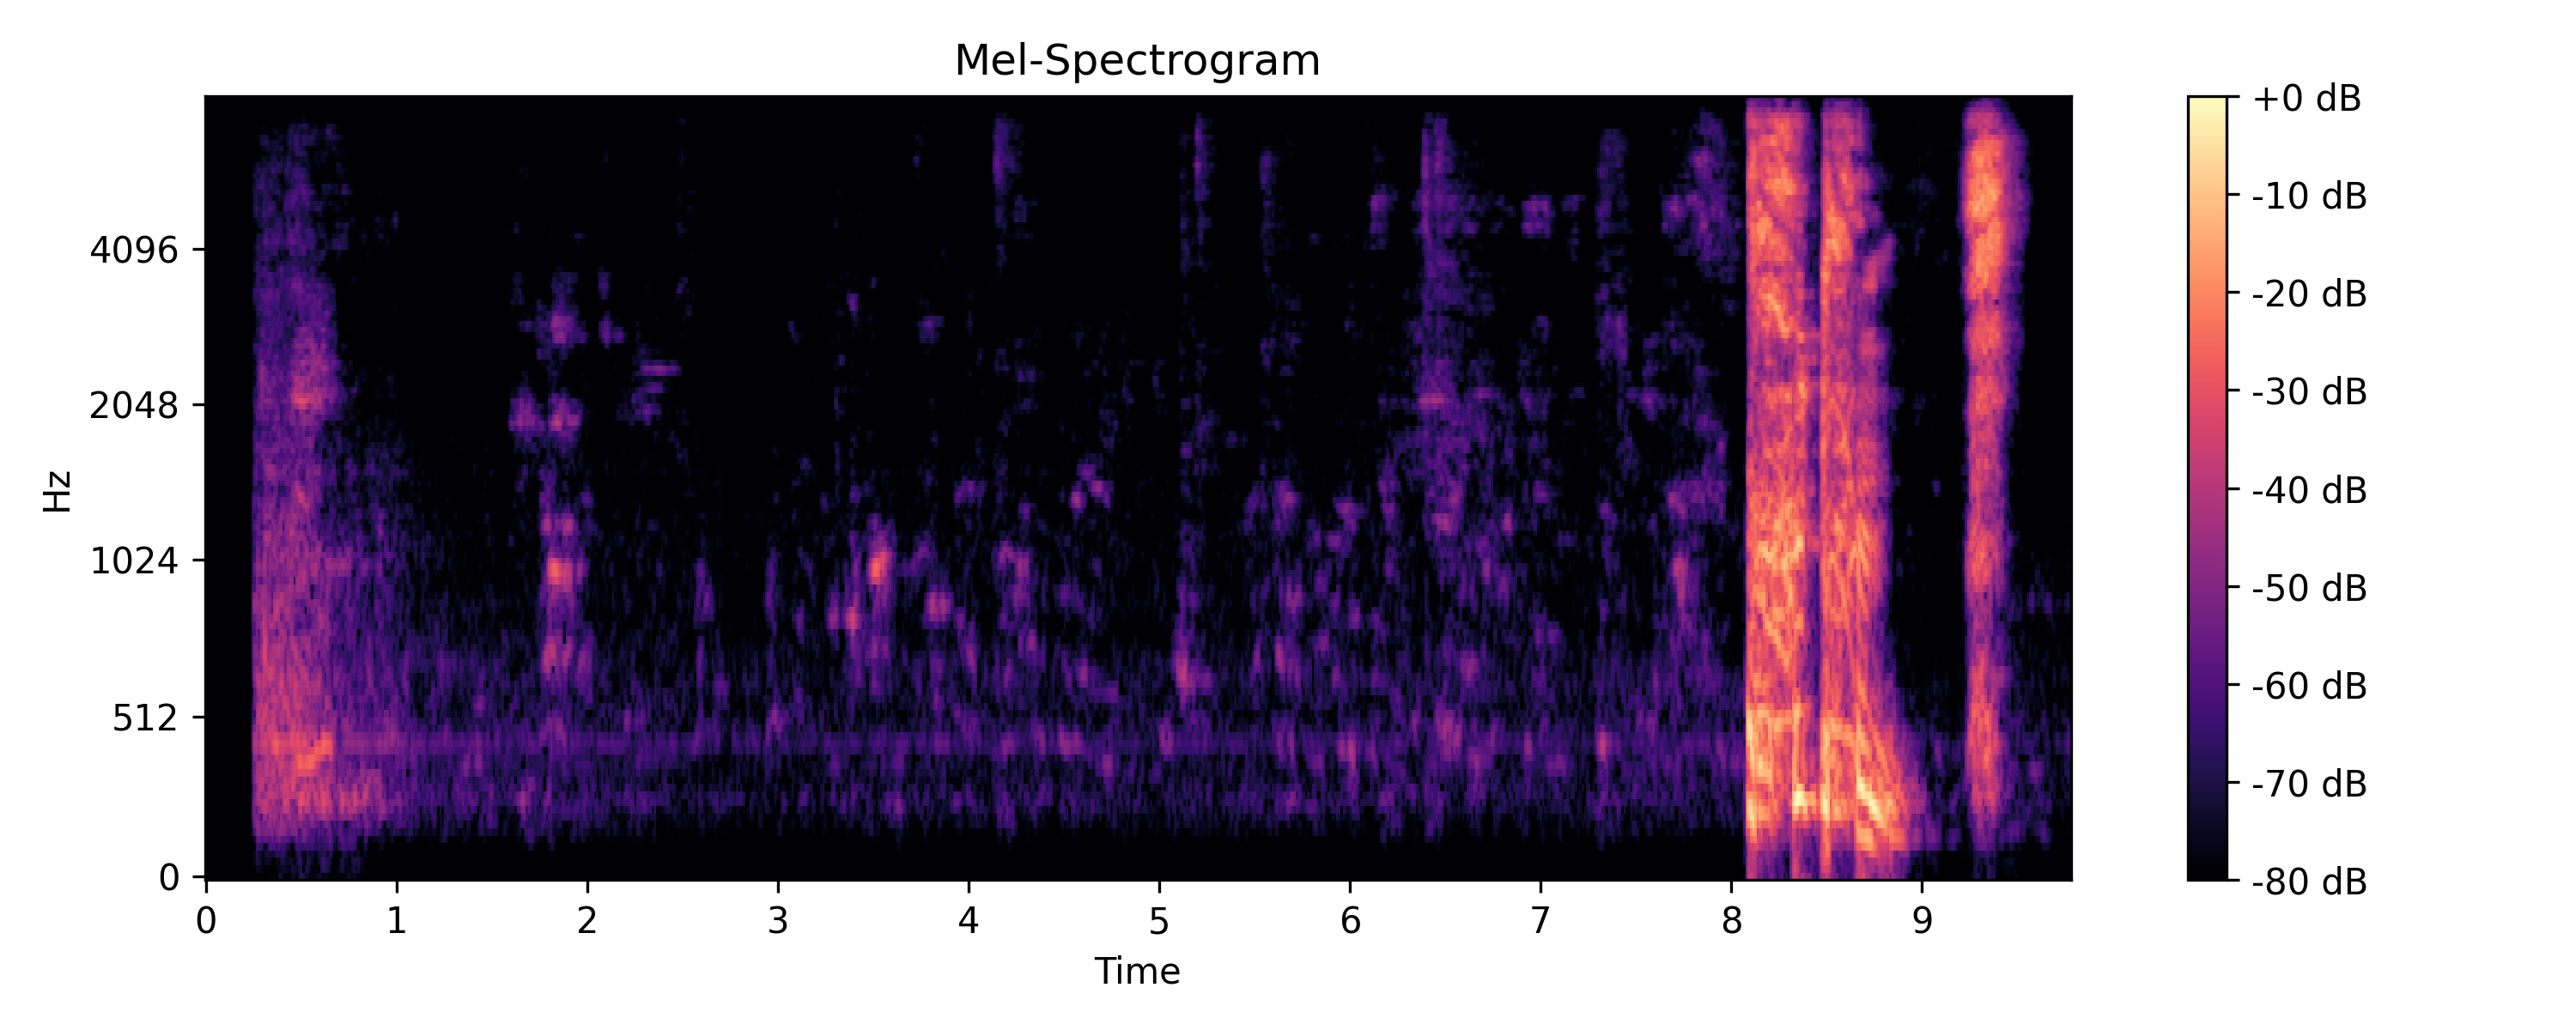 Mel-Spectrogram
+0 dB
-10 dB
-20 dB
-30 dB
-40 dB
-50 dB
-60 dB
-70 dB
-80 dB
Hz
4096
2048
1024
512
0
0 1 2 3 4 5 6 7 8 9
Time